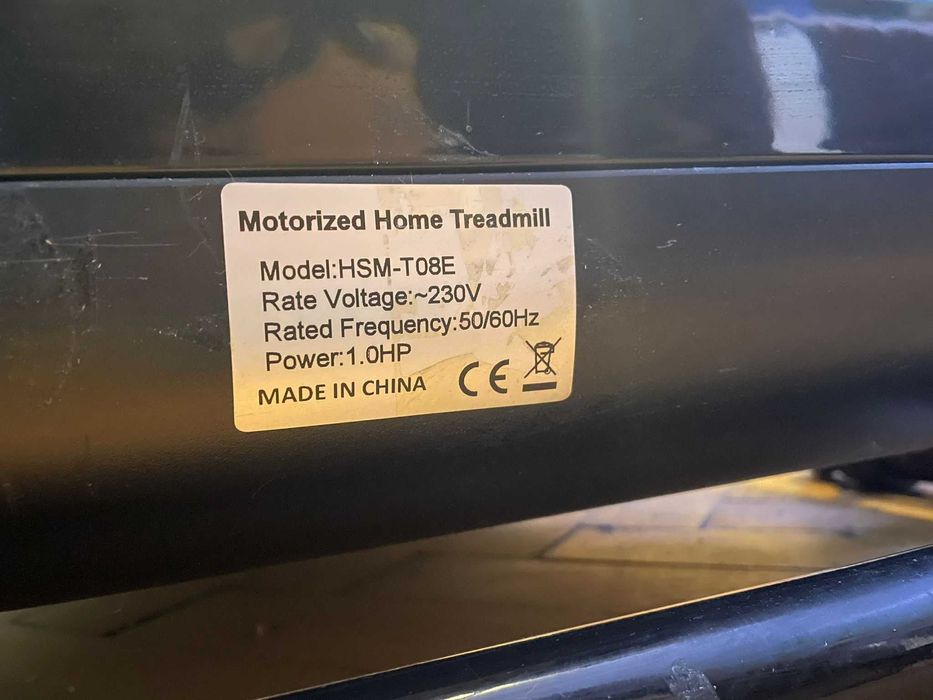 Motorized Home Treadmill
Model:HSM-T08E
Rate Voltage:~230V
Rated Frequency:50/60Hz
Power:1.0HP
MADE IN CHINA CE